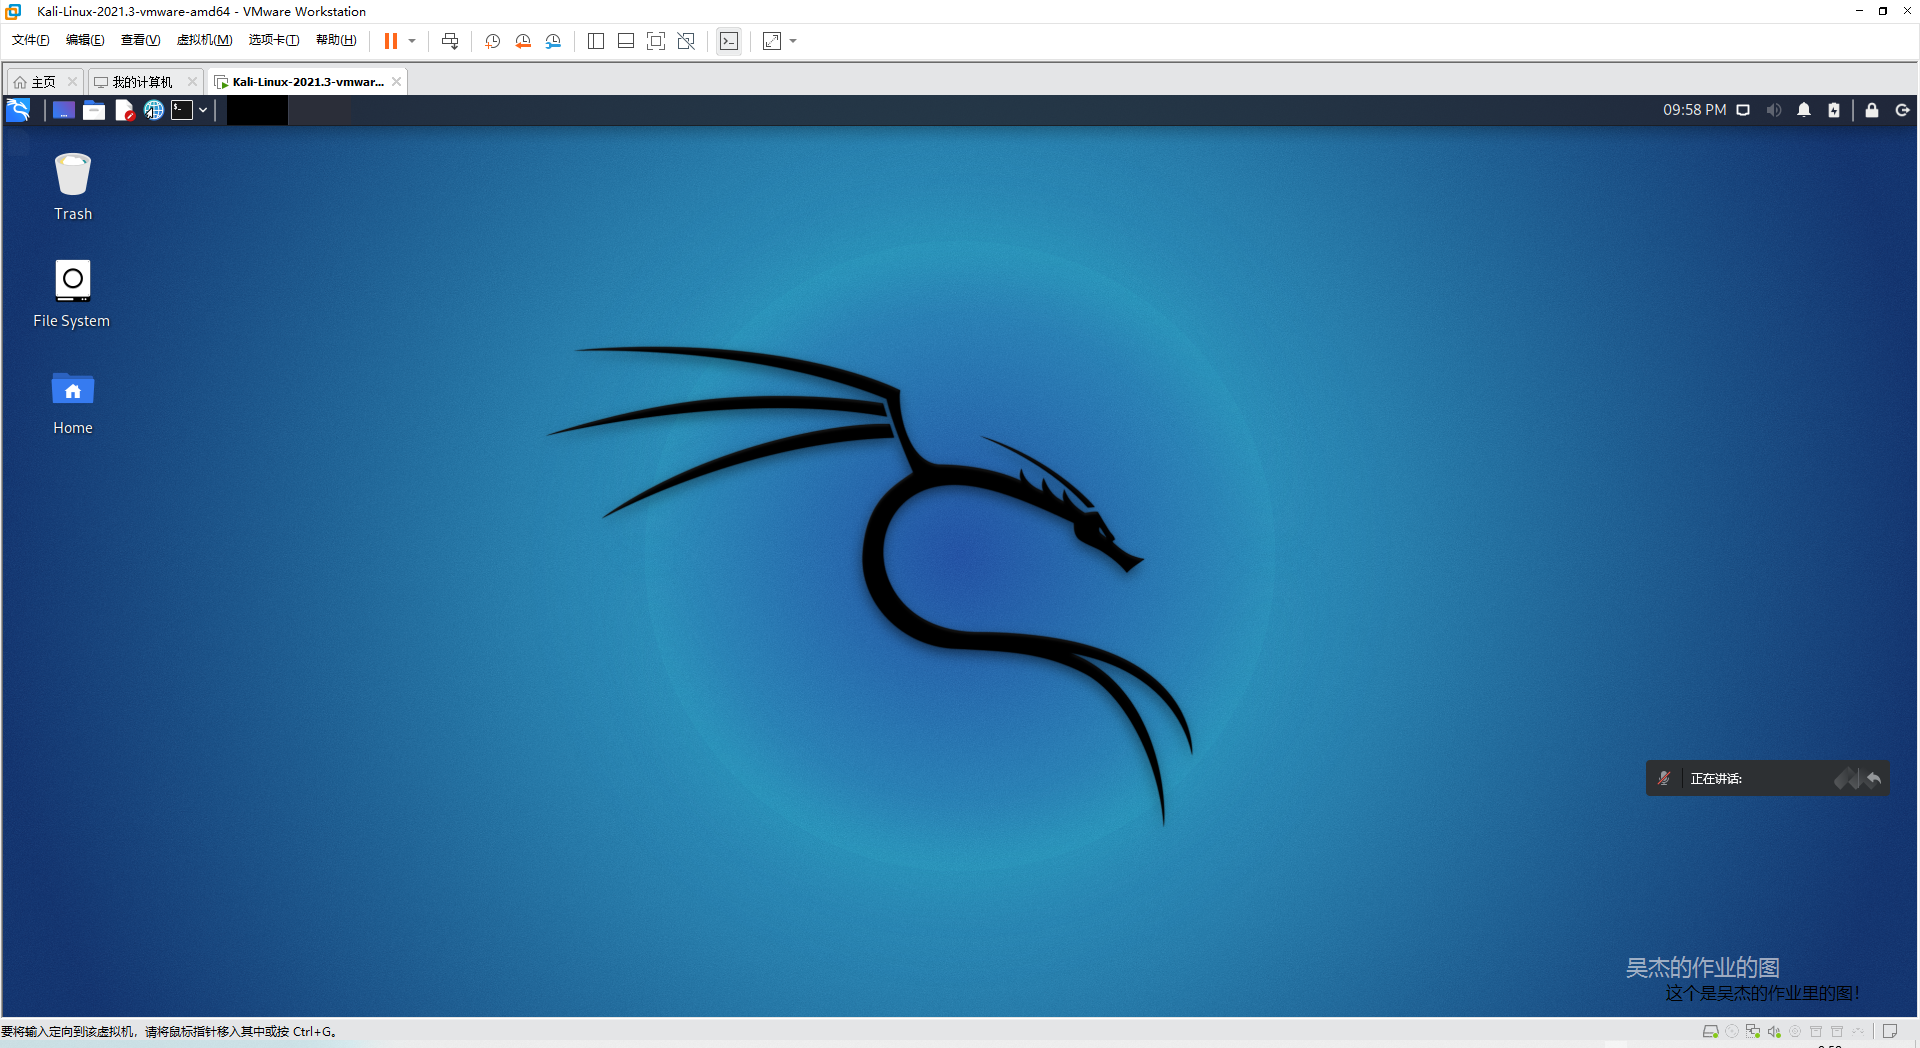 Kali-Linux-2021.3-vmware-amd64 - VMware Workstation
文件(F) 编辑(E) 查看(V) 虚拟机(M) 选项卡(T) 帮助(H)
主页 我的计算机 Kali-Linux-2021.3-vmwar...
09:58 PM
Trash
File System
Home
正在讲话:
吴杰的作业的图
这个是吴杰的作业里的图!
要将输入定向到该虚拟机，请将鼠标指针移入其中或按 Ctrl+G。